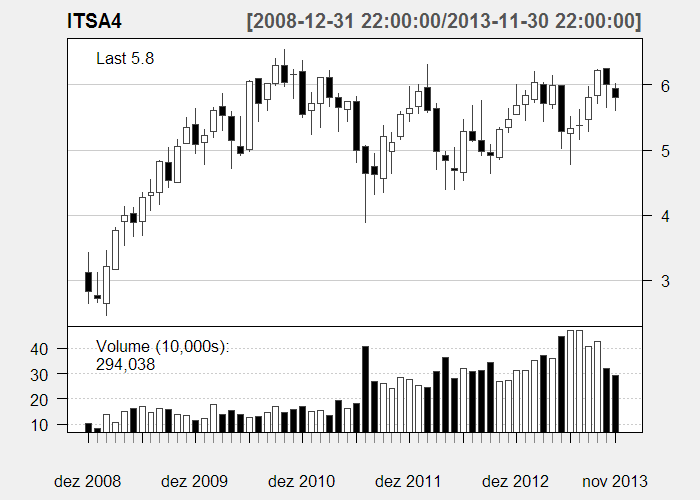 ITSA4 [2008-12-31 22:00:00/2013-11-30 22:00:00]
Last 5.8
6
5
4
3
Volume (10,000s):
294,038
40
30
20
10
dez 2008 dez 2009 dez 2010 dez 2011 dez 2012 nov 2013